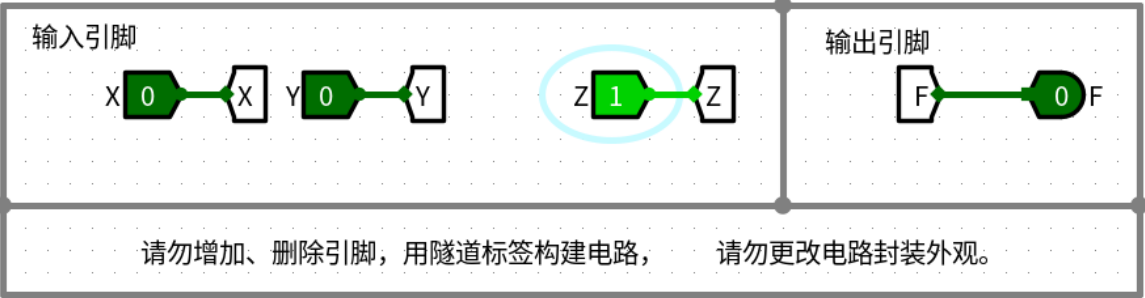 输入引脚
输出引脚
X 0 X Y 0 Y Z 1 Z F 0 F
请勿增加、删除引脚，用隧道标签构建电路， 请勿更改电路封装外观。